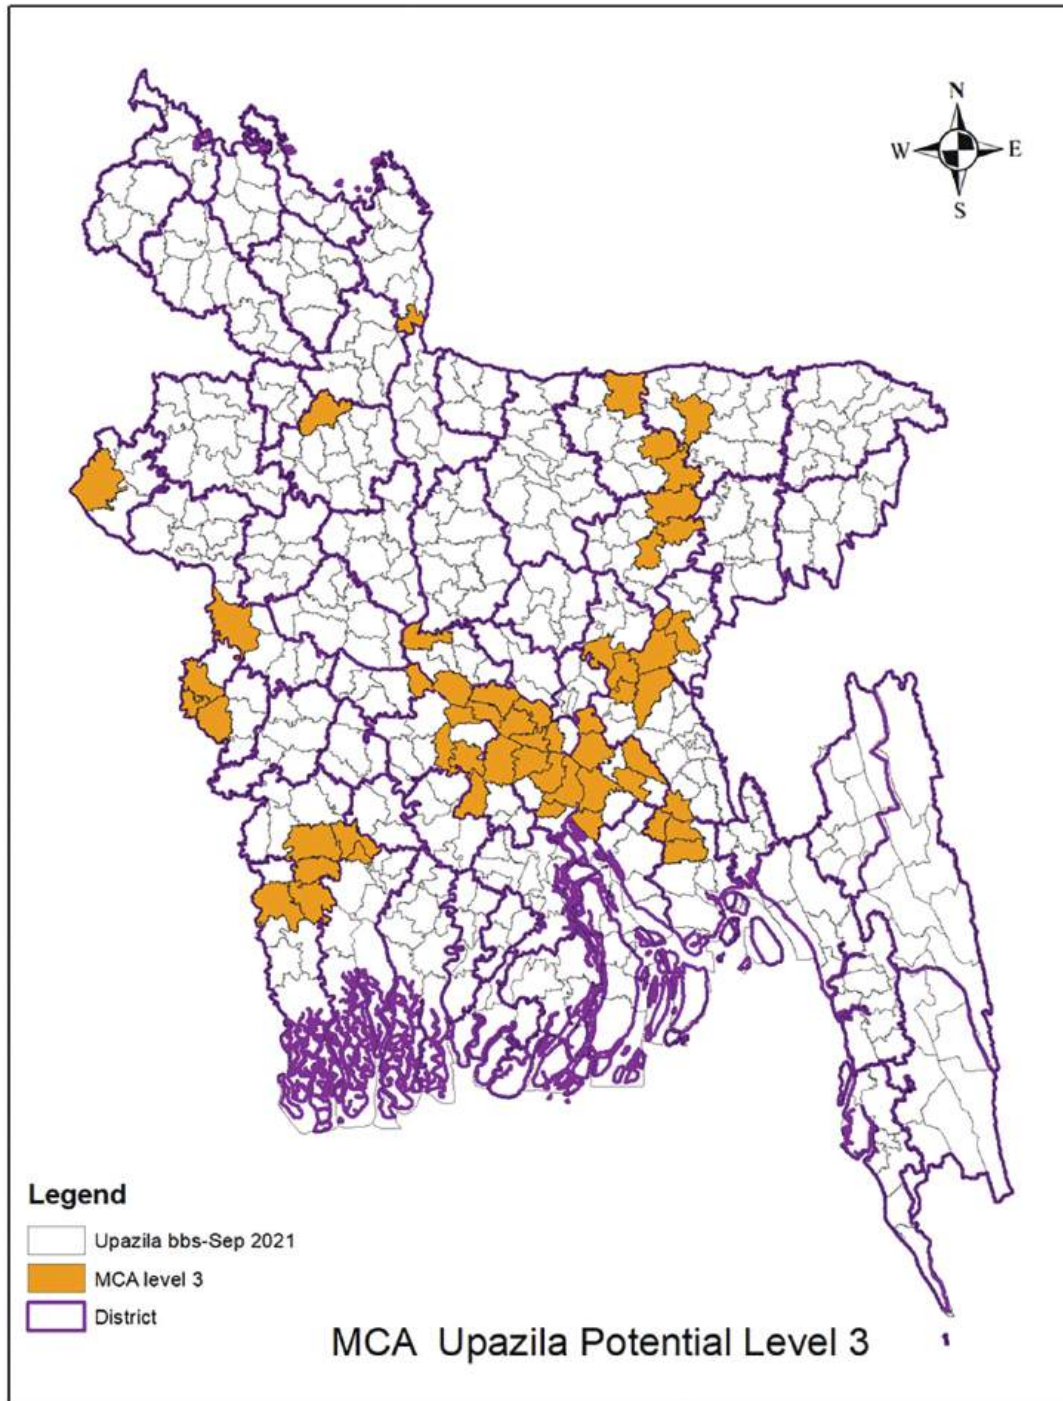 N
W E
S
Legend
Upazila bbs-Sep 2021
MCA level 3
District
MCA Upazila Potential Level 3